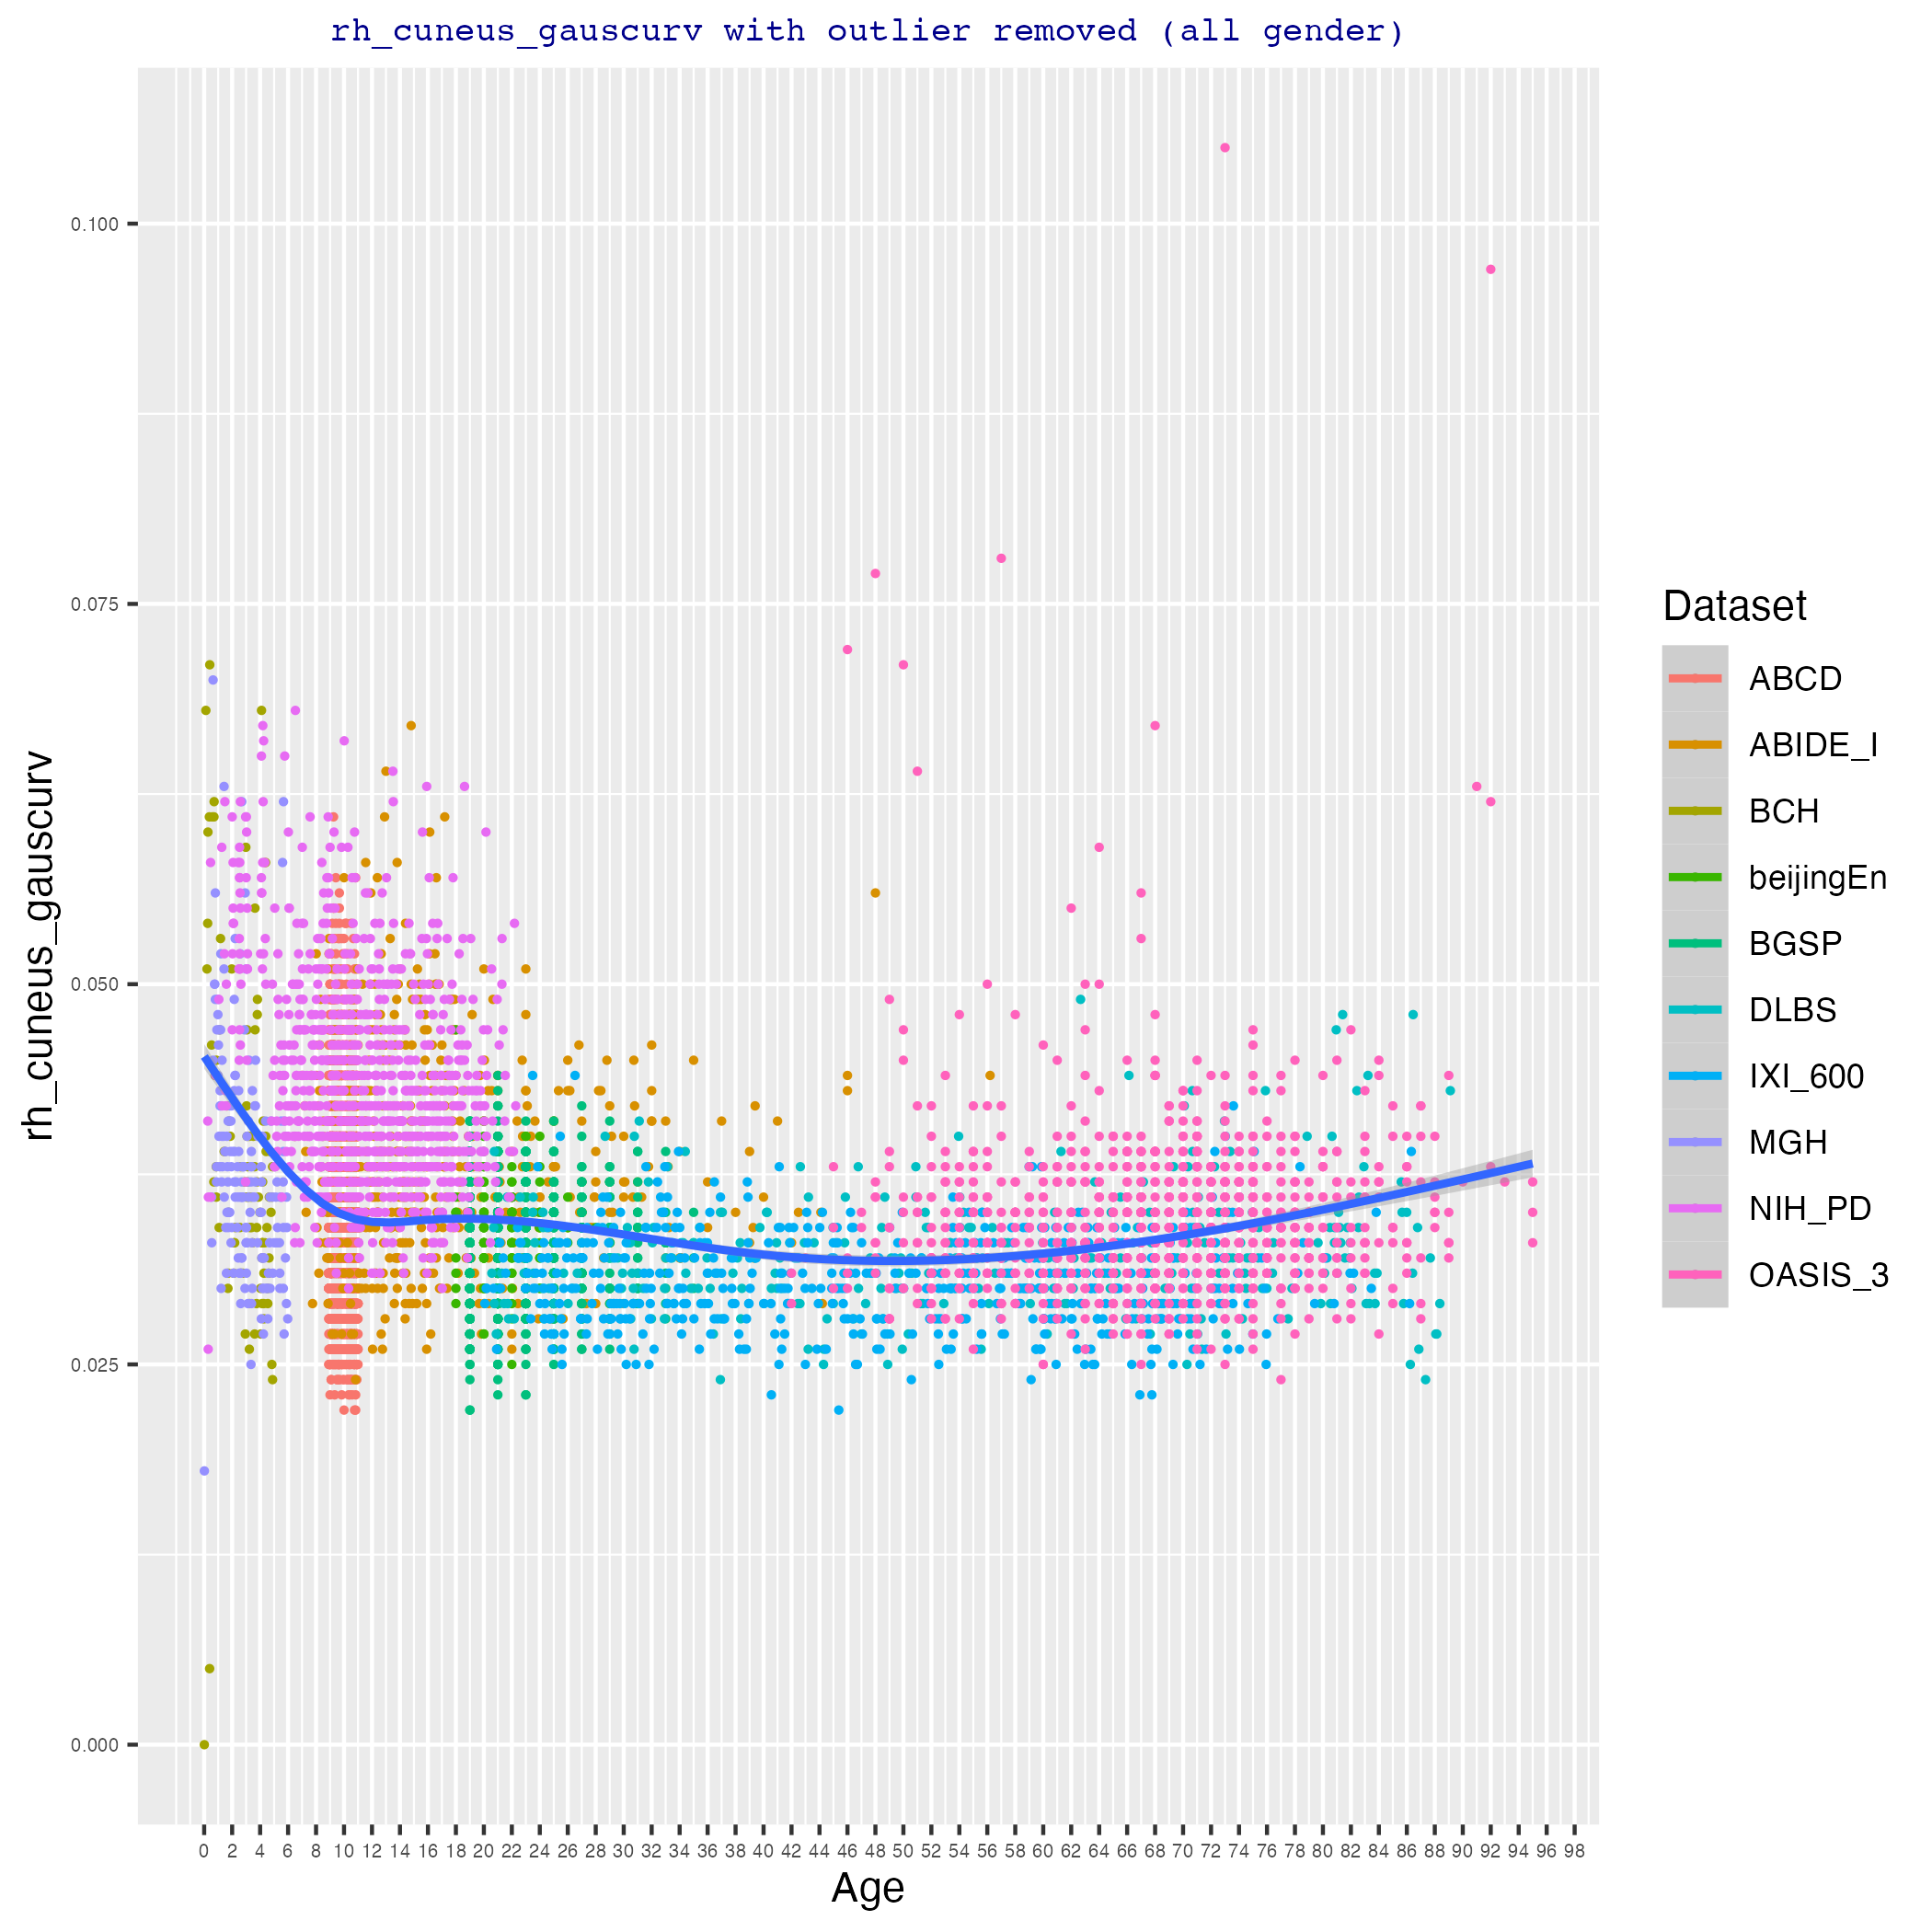 rh_cuneus_gauscurv with outlier removed (all gender)
rh_cuneus_gauscurv
0.100
0.075
0.050
0.025
0.000
0 2 4 6 8 10 12 14 16 18 20 22 24 26 28 30 32 34 36 38 40 42 44 46 48 50 52 54 56 58 60 62 64 66 68 70 72 74 76 78 80 82 84 86 88 90 92 94 96 98
Age
Dataset
ABCD
ABIDE_I
BCH
beijingEn
BGSP
DLBS
IXI_600
MGH
NIH_PD
OASIS_3